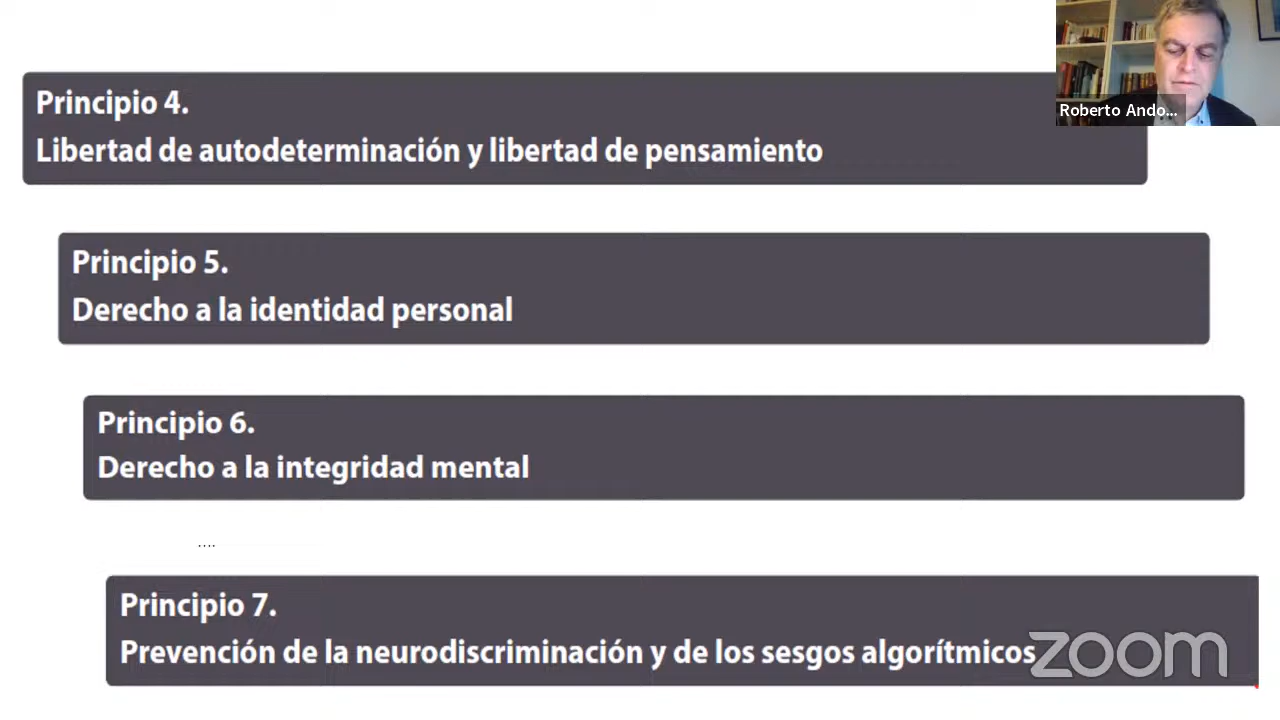 Roberto Ando...
Principio 4.
Libertad de autodeterminación y libertad de pensamiento
Principio 5.
Derecho a la identidad personal
Principio 6.
Derecho a la integridad mental
....
Principio 7.
Prevención de la neurodiscriminación y de los sesgos algorítmicos
zoom